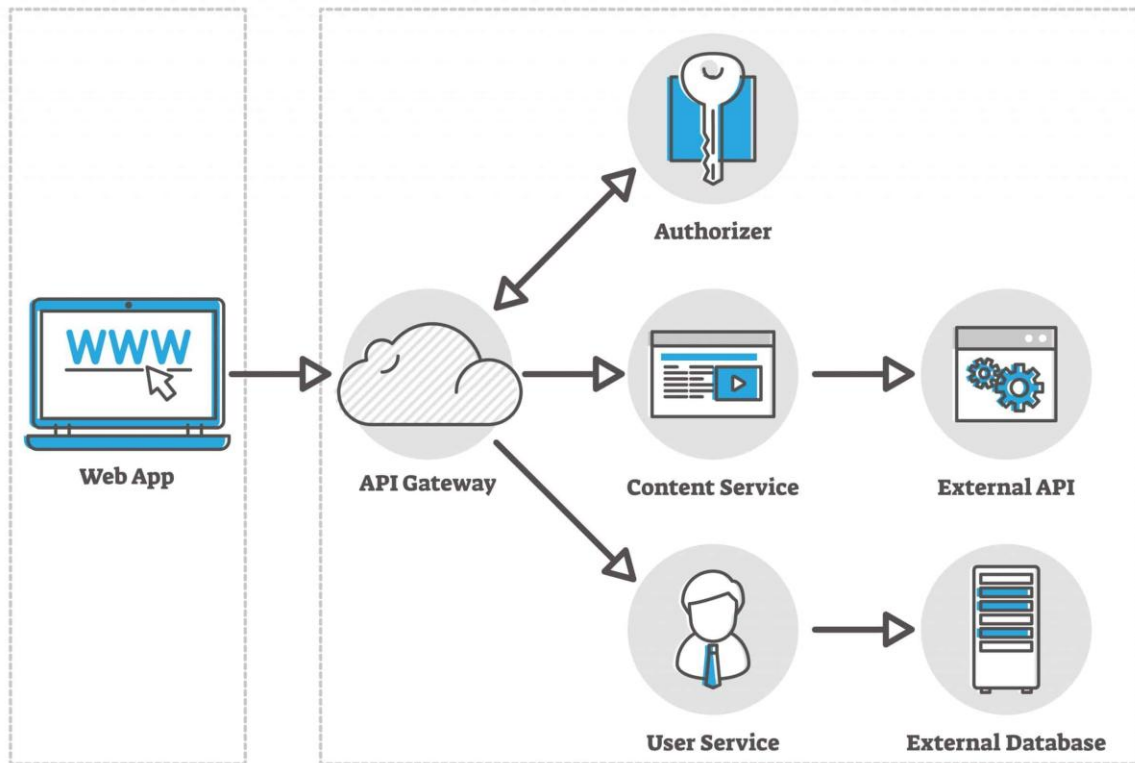 Authorizer
WWW
Web App
API Gateway
Content Service
External API
User Service
External Database